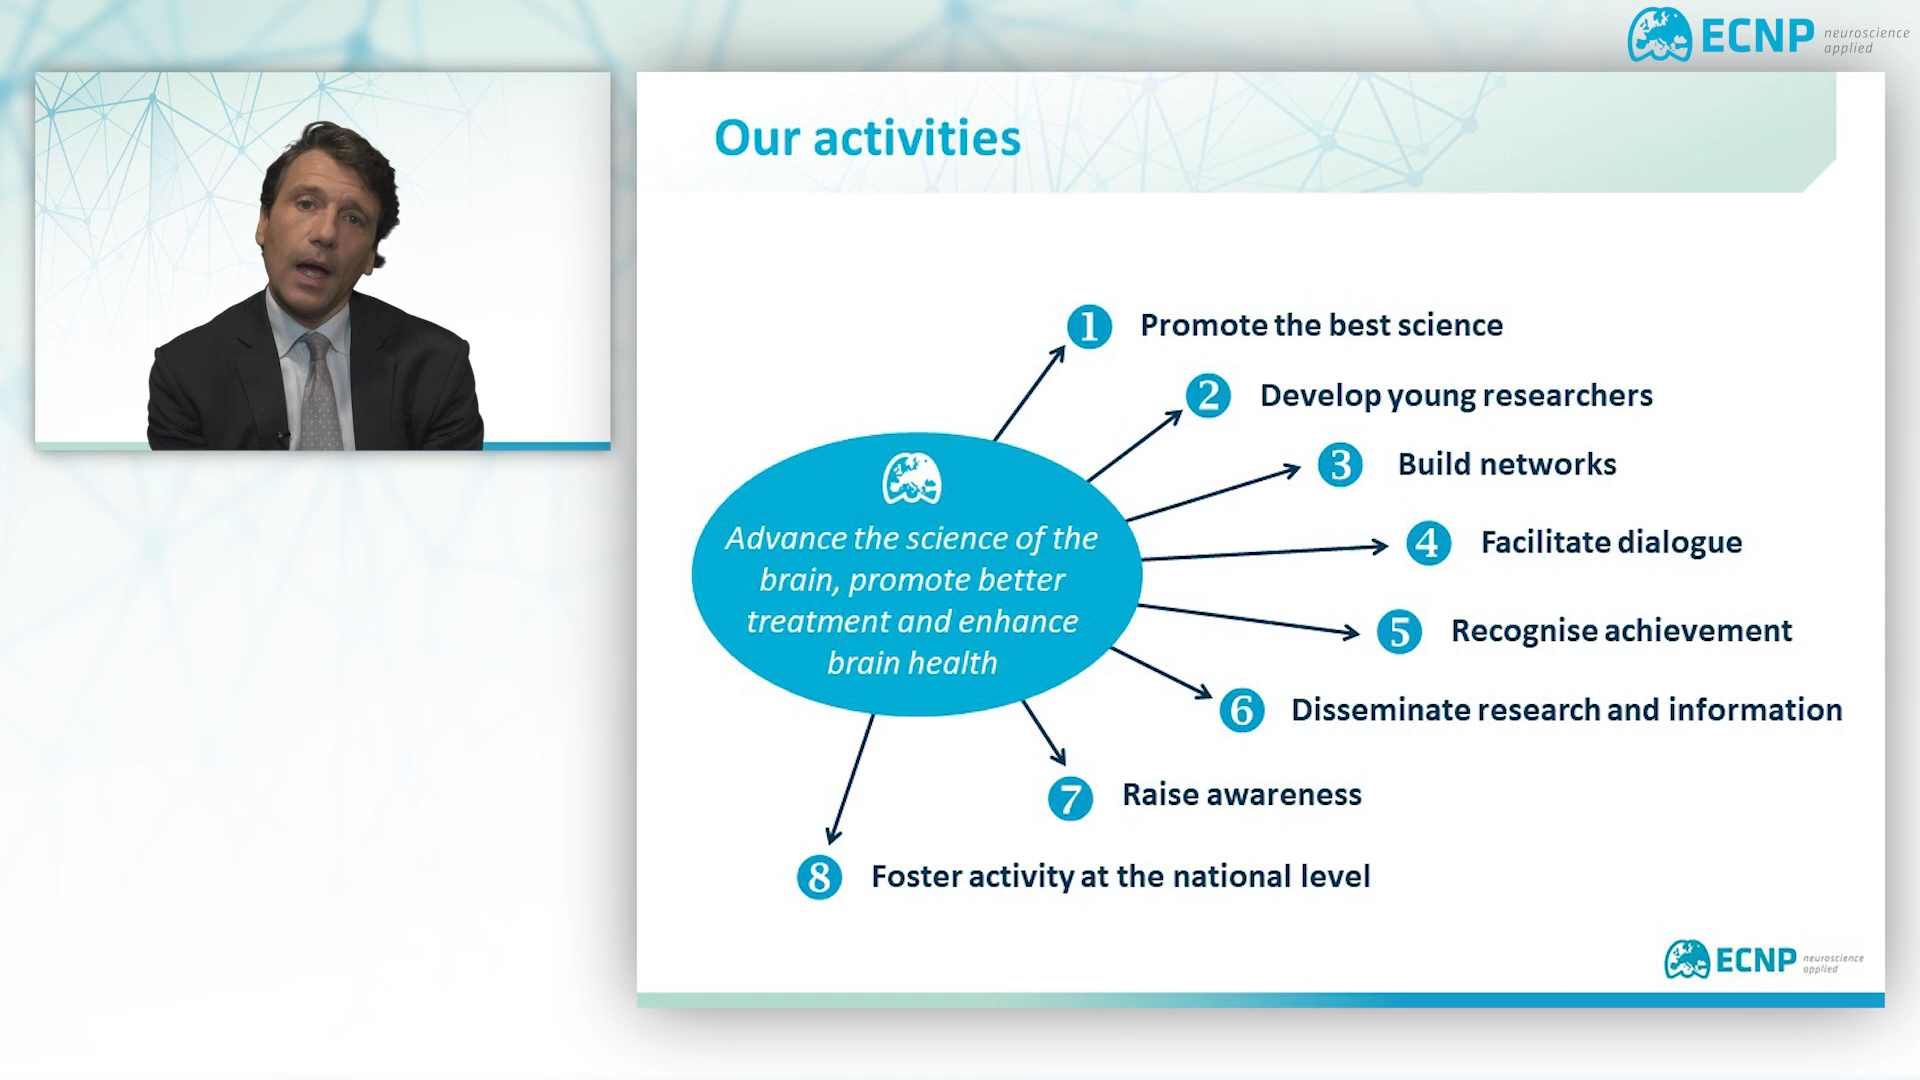 ECNP neuroscience
applied
Our activities
1 Promote the best science
2 Develop young researchers
3 Build networks
4 Facilitate dialogue
5 Recognise achievement
6 Disseminate research and information
7 Raise awareness
8 Foster activity at the national level
Advance the science of the
brain, promote better
treatment and enhance
brain health
ECNP neuroscience
applied